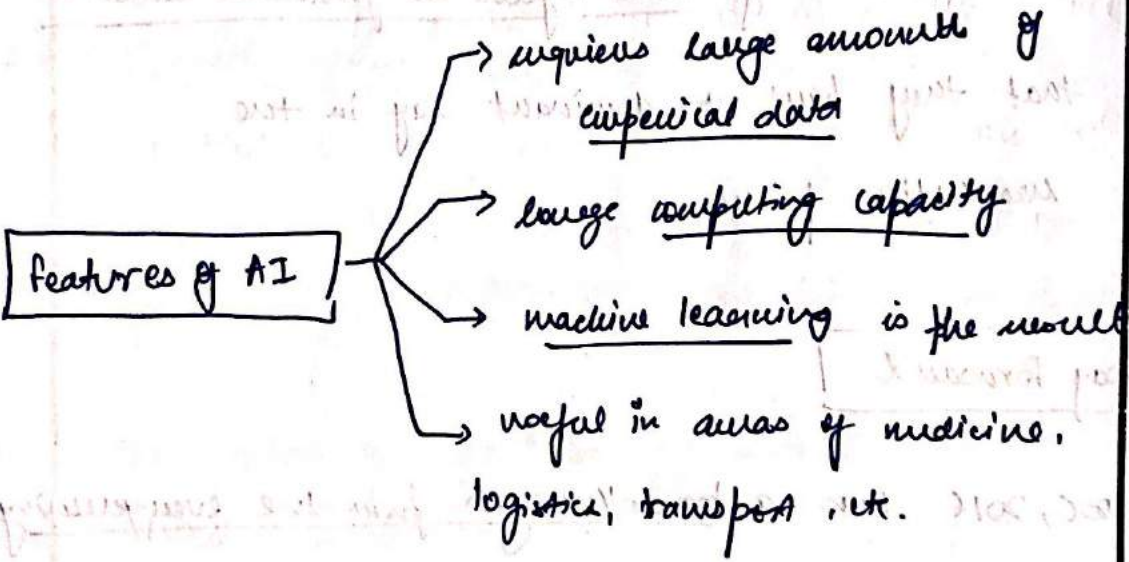 requires large amounts of
empirical data
large computing capacity
features of AI
machine learning is the result
useful in areas of medicine,
logistics, transport, etc.